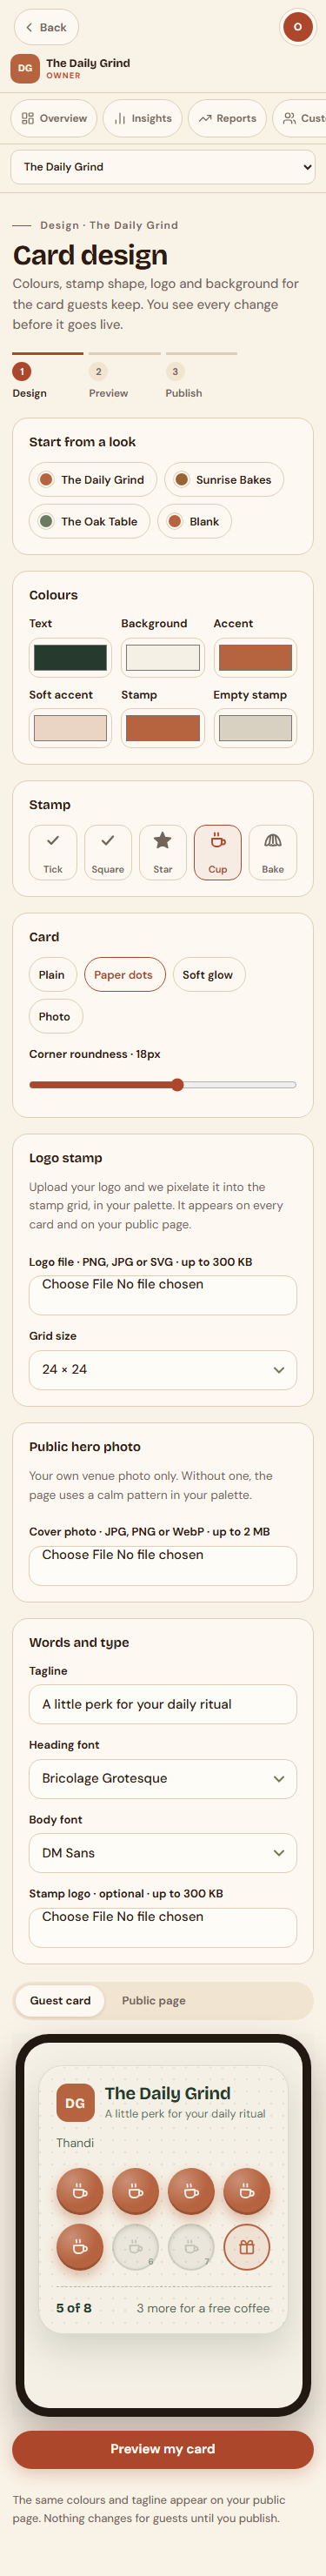 Back
O
DG
The Daily Grind
OWNER
Overview
Insights
Reports
Cust
The Daily Grind
Design · The Daily Grind
Card design
Colours, stamp shape, logo and background for
the card guests keep. You see every change
before it goes live.
1
2
3
Design
Preview
Publish
Start from a look
The Daily Grind
Sunrise Bakes
The Oak Table
Blank
Colours
Text
Background
Accent
Soft accent
Stamp
Empty stamp
Stamp
Tick
Square
Star
Cup
Bake
Card
Plain
Paper dots
Soft glow
Photo
Corner roundness · 18px
Logo stamp
Upload your logo and we pixelate it into the
stamp grid, in your palette. It appears on every
card and on your public page.
Logo file · PNG, JPG or SVG · up to 300 KB
Choose File No file chosen
Grid size
24 × 24
Public hero photo
Your own venue photo only. Without one, the
page uses a calm pattern in your palette.
Cover photo · JPG, PNG or WebP · up to 2 MB
Choose File No file chosen
Words and type
Tagline
A little perk for your daily ritual
Heading font
Bricolage Grotesque
Body font
DM Sans
Stamp logo · optional · up to 300 KB
Choose File No file chosen
Guest card
Public page
DG
The Daily Grind
A little perk for your daily ritual
Thandi
6
7
5 of 8
3 more for a free coffee
Preview my card
The same colours and tagline appear on your public
page. Nothing changes for guests until you publish.